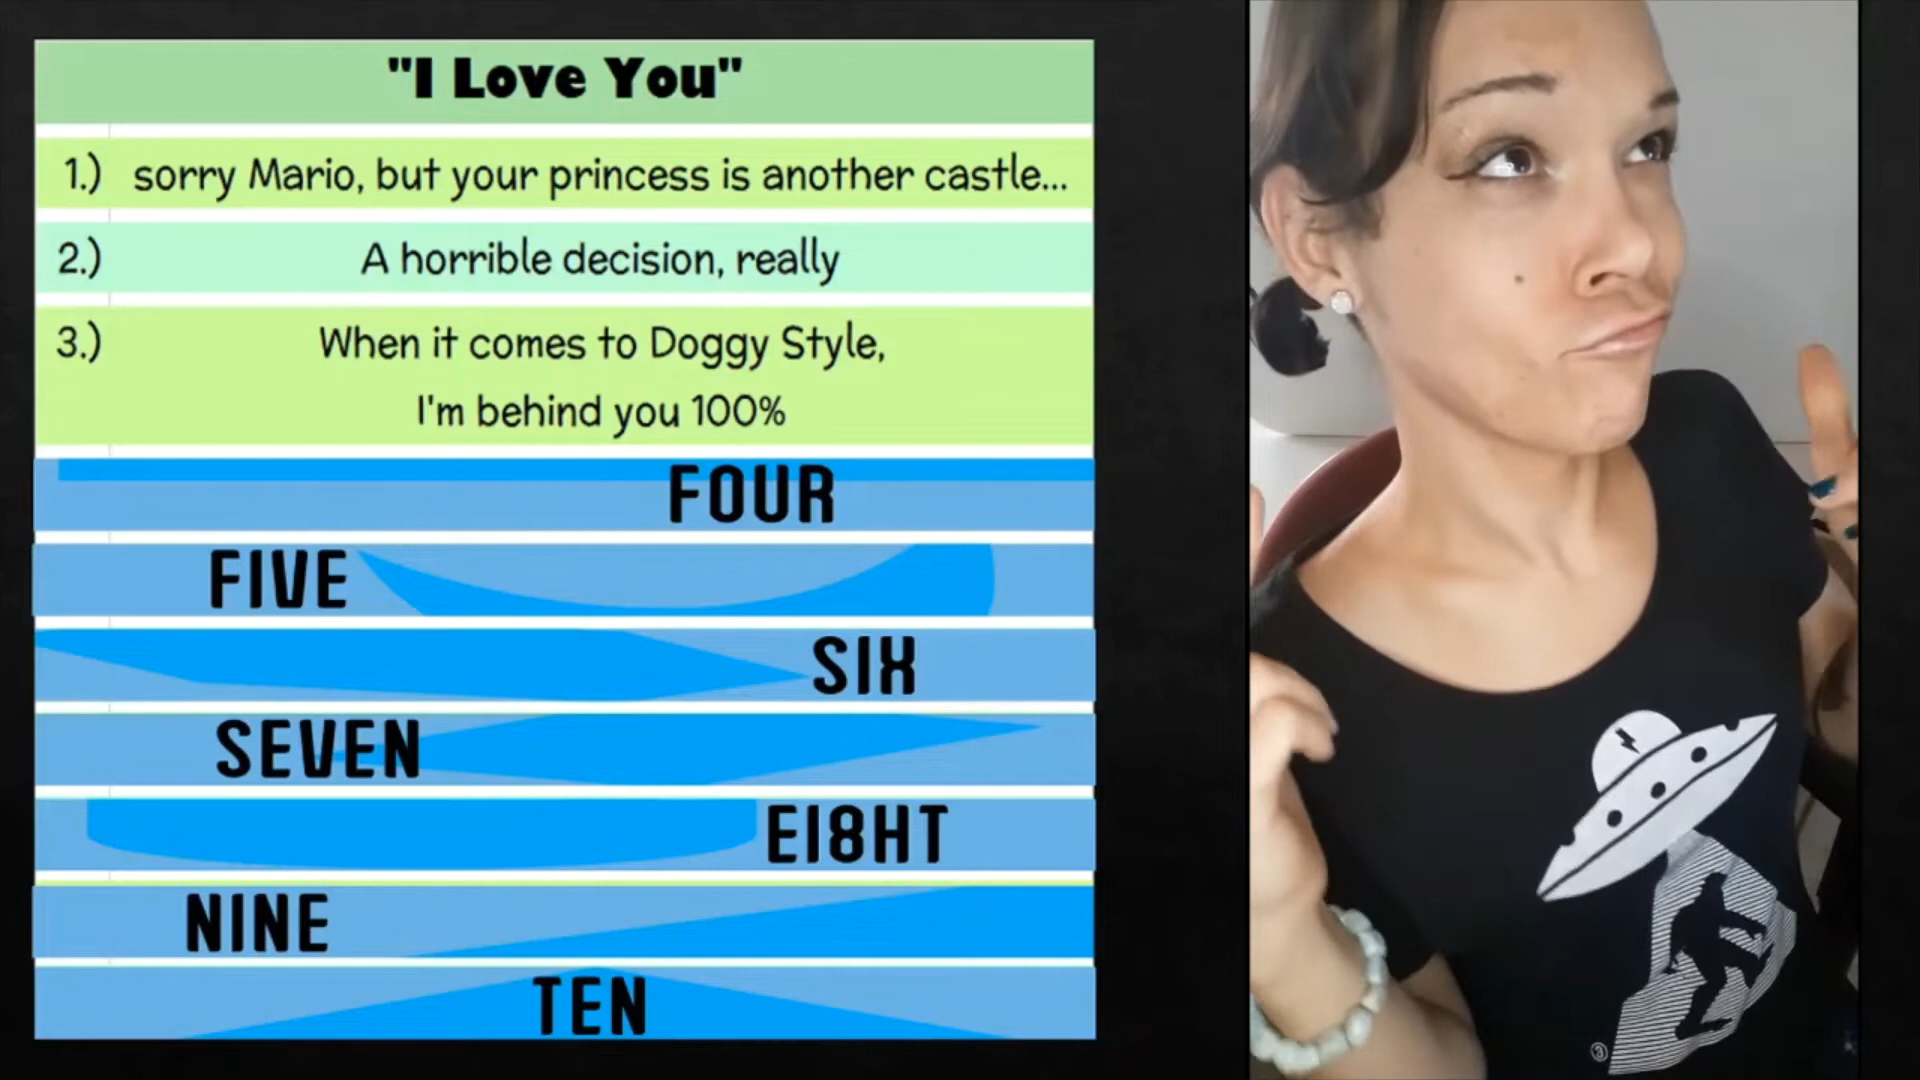 "I Love You"
1.) sorry Mario, but your princess is another castle...
2.) A horrible decision, really
3.) When it comes to Doggy Style,
I'm behind you 100%
FOUR
FIVE
SIX
SEVEN
EI8HT
NINE
TEN